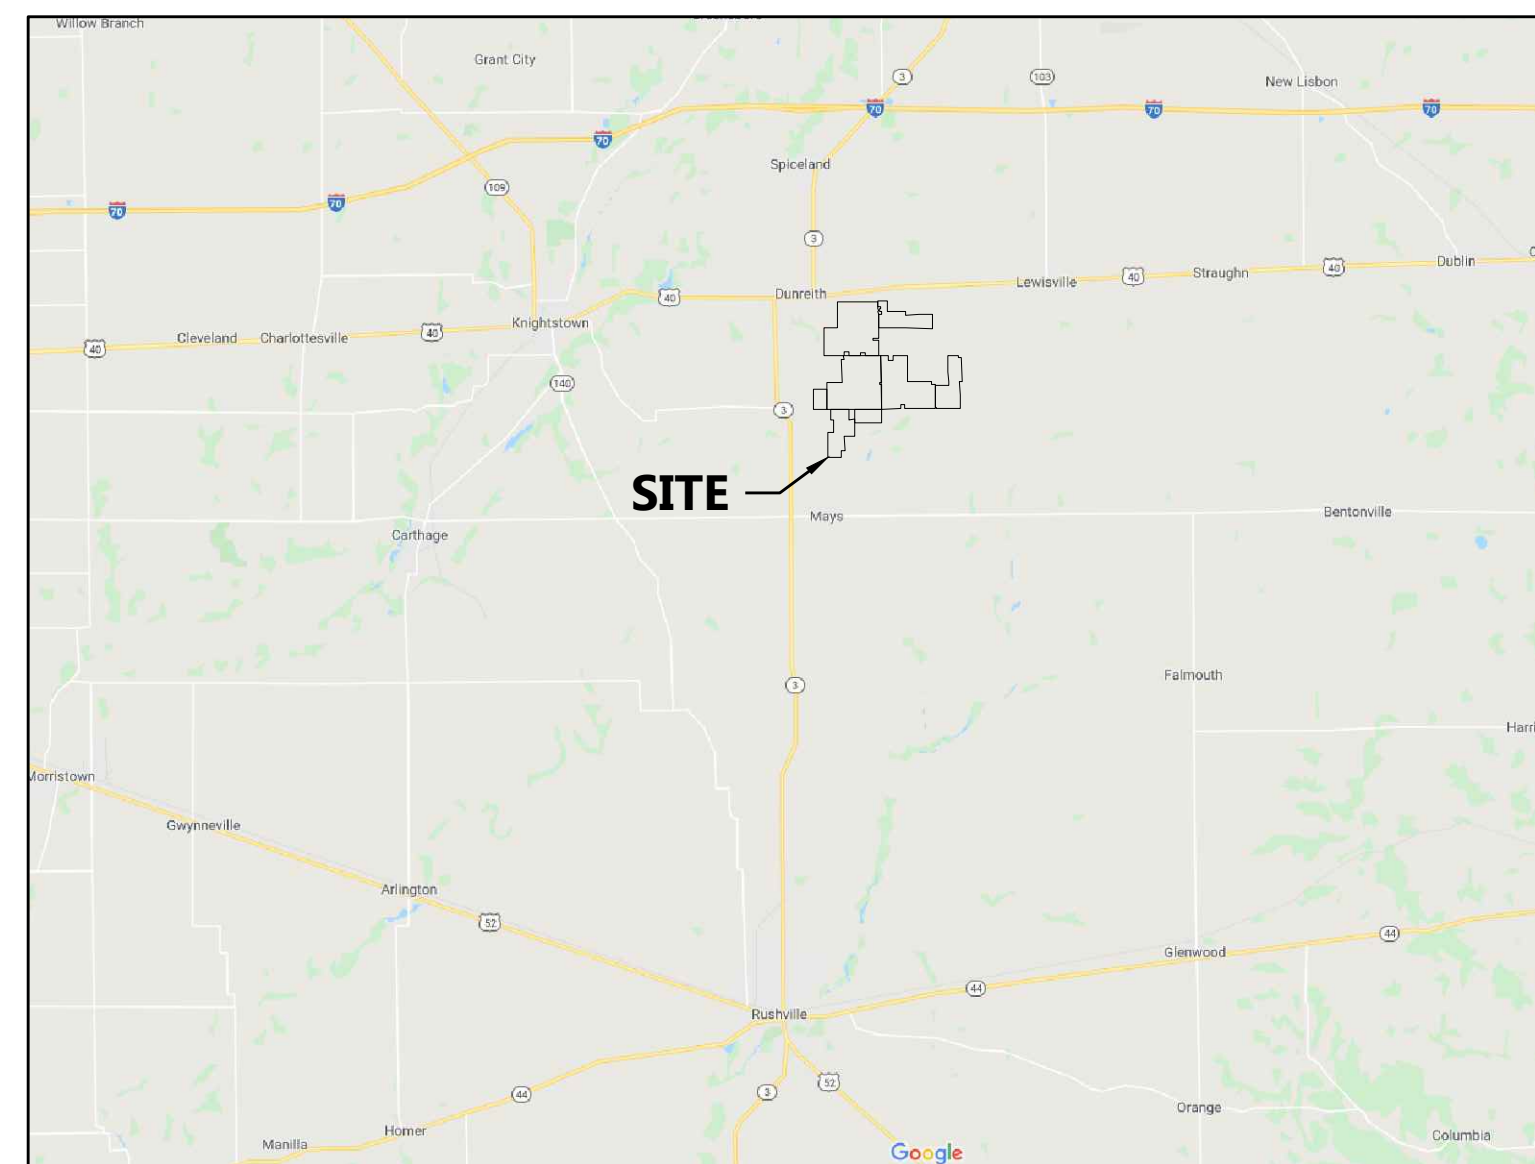 Willow Branch
Grant City
3
103
New Lisbon
70
70
70
70
Spiceland
109
70
70
3
Dublin
Straughn
40
40
Lewisville
Dunreith
40
Knightstown
40
Cleveland
Charlottesville
40
140
3
SITE
Mays
Bentonville
Carthage
Falmouth
3
Harri
Morristown
Gwynneville
Arlington
52
44
Glenwood
44
Rushville
52
3
44
Orange
Homer
Columbia
Manilla
Google